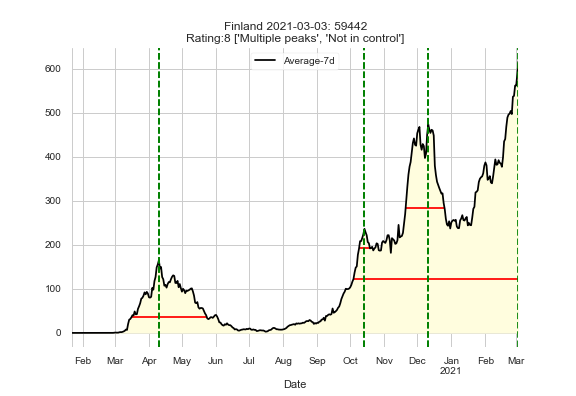 Finland 2021-03-03: 59442
Rating:8 ['Multiple peaks', 'Not in control']
Average-7d
600
500
400
300
200
100
0
Feb Mar Apr May Jun Jul Aug Sep Oct Nov Dec Jan Feb Mar
2021
Date